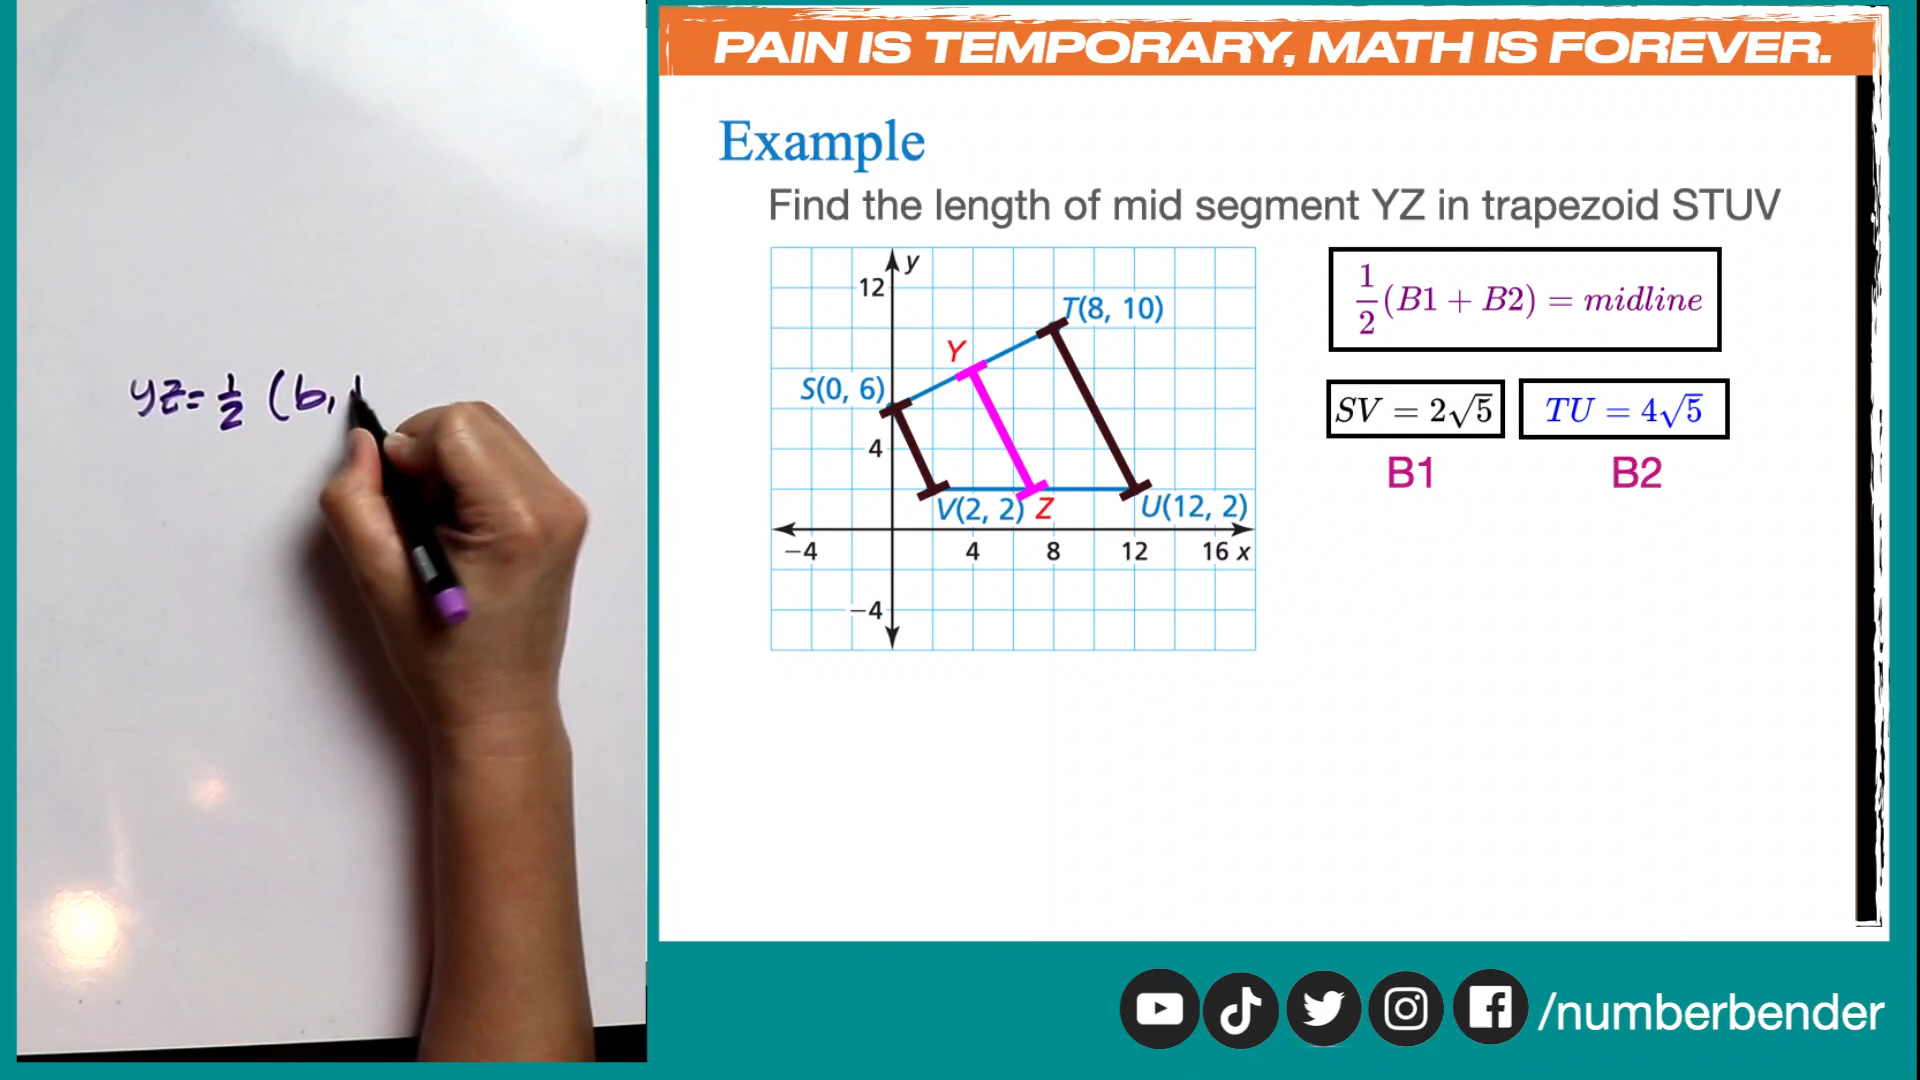 yz = 1/2 (b,
PAIN IS TEMPORARY, MATH IS FOREVER.
Example
Find the length of mid segment YZ in trapezoid STUV
y
12
T(8, 10)
Y
S(0, 6)
4
V(2, 2) Z U(12, 2)
−4 4 8 12 16 x
−4
1/2(B1 + B2) = midline
SV = 2√5 TU = 4√5
B1 B2
/numberbender